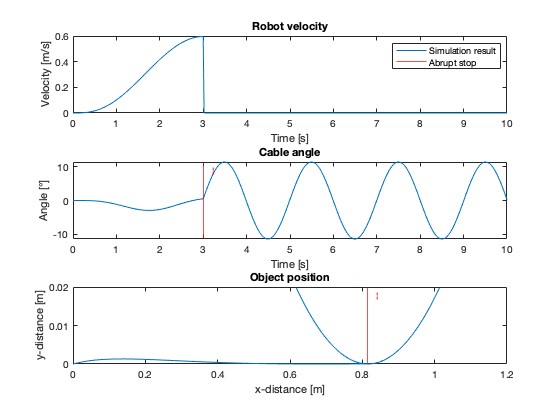 Robot velocity
Velocity [m/s]
0.6
0.4
0.2
0
Simulation result
Abrupt stop
0 1 2 3 4 5 6 7 8 9 10
Time [s]
Cable angle
Angle [°]
10
0
-10
0 1 2 3 4 5 6 7 8 9 10
Time [s]
Object position
y-distance [m]
0.02
0.01
0
0 0.2 0.4 0.6 0.8 1 1.2
x-distance [m]